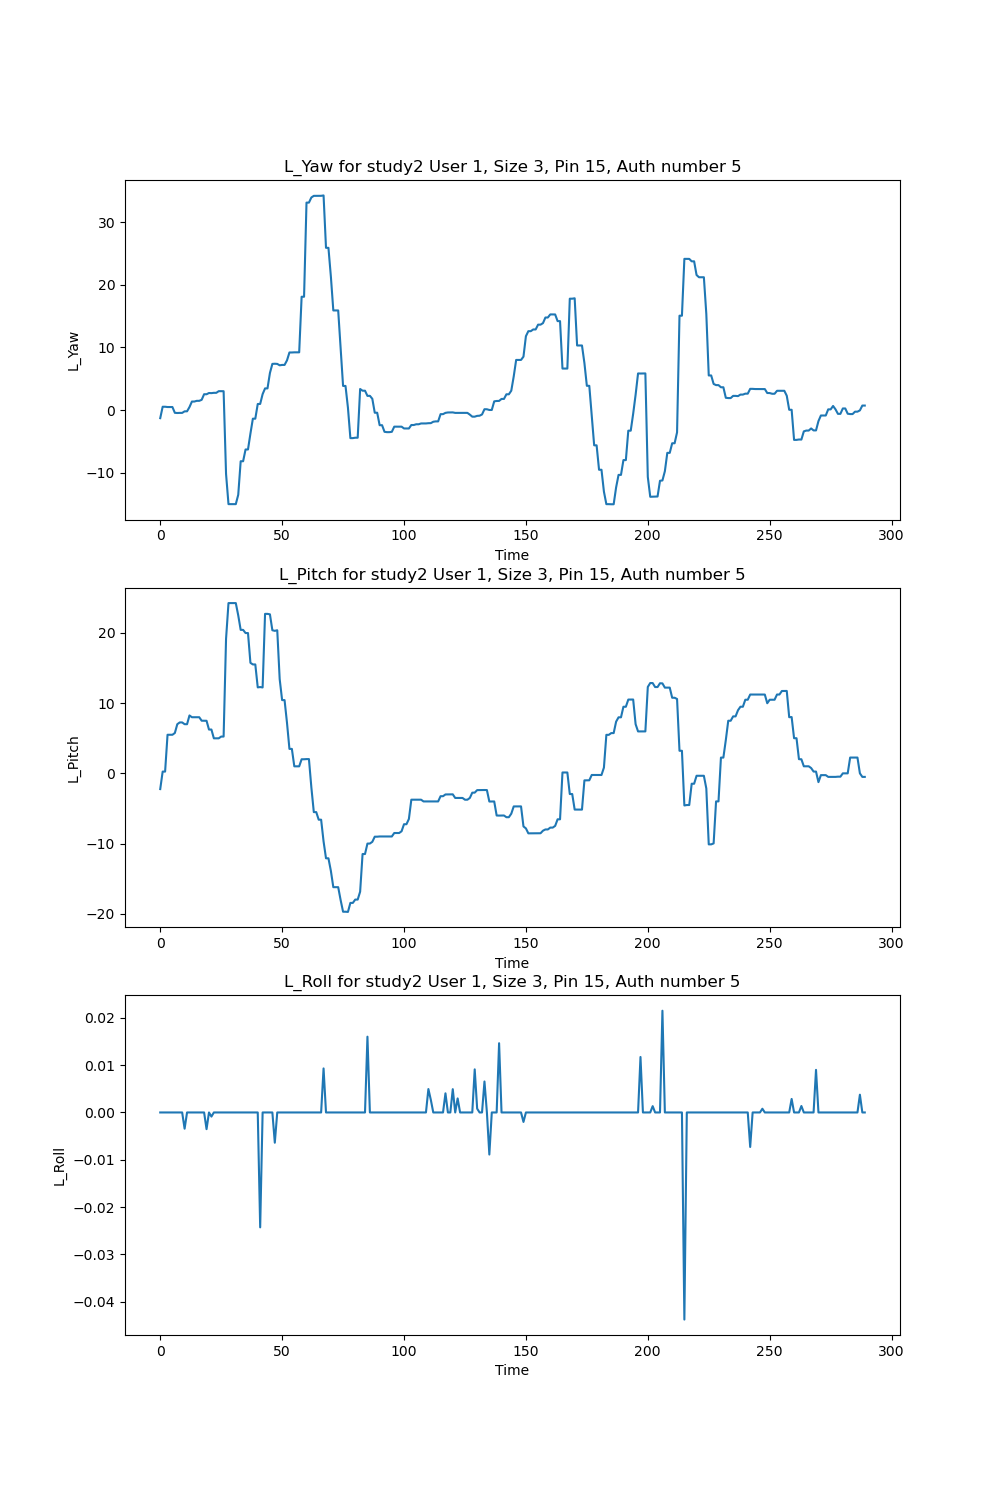 L_Yaw for study2 User 1, Size 3, Pin 15, Auth number 5
30
20
10
0
−10
L_Yaw
0 50 100 150 200 250 300
Time
L_Pitch for study2 User 1, Size 3, Pin 15, Auth number 5
20
10
0
−10
−20
L_Pitch
0 50 100 150 200 250 300
Time
L_Roll for study2 User 1, Size 3, Pin 15, Auth number 5
0.02
0.01
0.00
−0.01
−0.02
−0.03
−0.04
L_Roll
0 50 100 150 200 250 300
Time